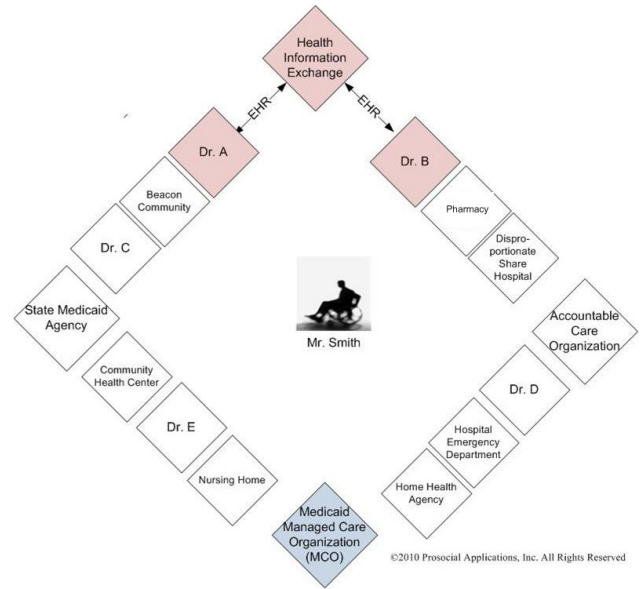 Health
Information
Exchange
EHR
EHR
Dr. A
Dr. B
Beacon
Community
Pharmacy
Dr. C
Dispro-
portionate
Share
Hospital
State Medicaid
Agency
Accountable
Care
Organization
Mr. Smith
Community
Health Center
Dr. D
Dr. E
Hospital
Emergency
Department
Nursing Home
Home Health
Agency
Medicaid
Managed Care
Organization
(MCO)
©2010 Prosocial Applications, Inc. All Rights Reserved